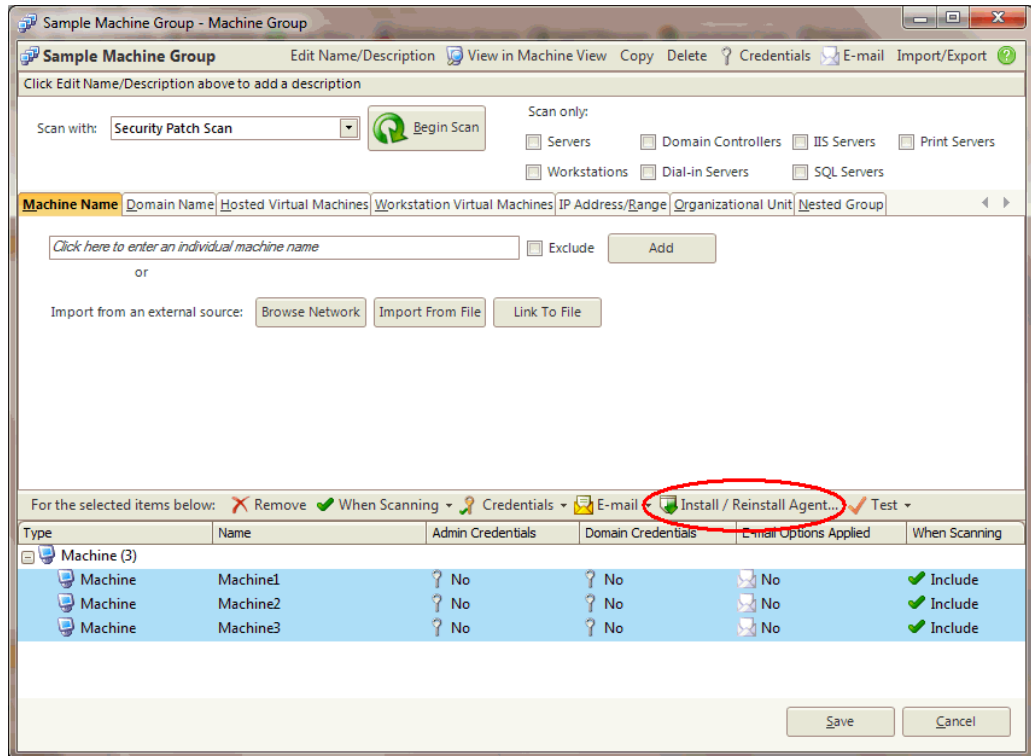 Sample Machine Group - Machine Group
Sample Machine Group Edit Name/Description View in Machine View Copy Delete Credentials E-mail Import/Export
Click Edit Name/Description above to add a description
Scan only:
Scan with: Security Patch Scan Begin Scan
Servers Domain Controllers IIS Servers Print Servers
Workstations Dial-in Servers SQL Servers
Machine Name Domain Name Hosted Virtual Machines Workstation Virtual Machines IP Address/Range Organizational Unit Nested Group
Click here to enter an individual machine name Exclude Add
or
Import from an external source: Browse Network Import From File Link To File
For the selected items below: Remove When Scanning Credentials E-mail Install / Reinstall Agent... Test
Type Name Admin Credentials Domain Credentials E-mail Options Applied When Scanning
Machine (3)
Machine Machine1 No No No Include
Machine Machine2 No No No Include
Machine Machine3 No No No Include
Save Cancel